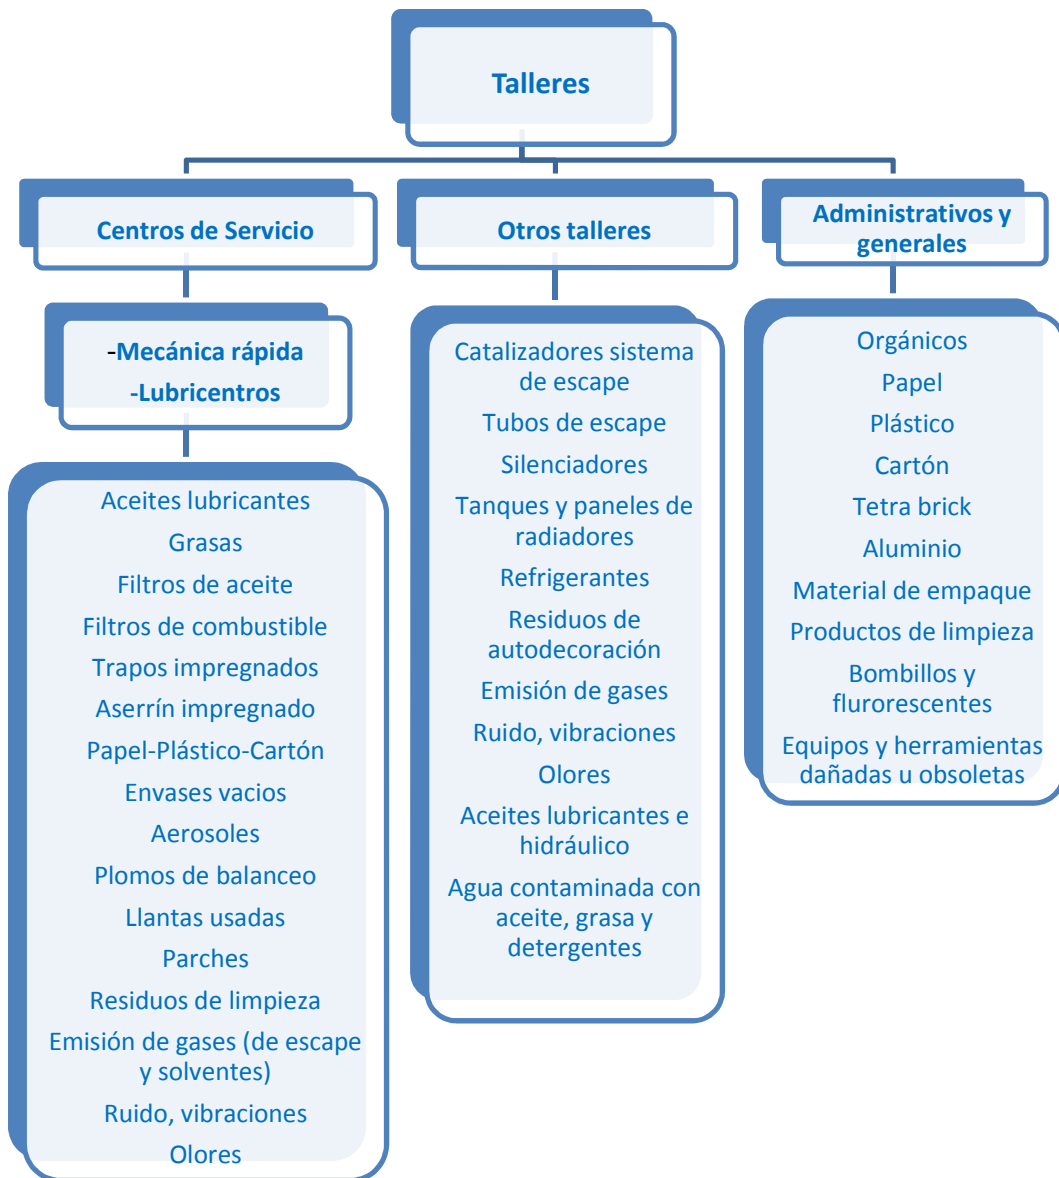 Talleres
Centros de Servicio
Otros talleres
Administrativos y
generales
-Mecánica rápida
-Lubricentros
Aceites lubricantes
Grasas
Filtros de aceite
Filtros de combustible
Trapos impregnados
Aserrín impregnado
Papel-Plástico-Cartón
Envases vacios
Aerosoles
Plomos de balanceo
Llantas usadas
Parches
Residuos de limpieza
Emisión de gases (de escape
y solventes)
Ruido, vibraciones
Olores
Catalizadores sistema
de escape
Tubos de escape
Silenciadores
Tanques y paneles de
radiadores
Refrigerantes
Residuos de
autodecoración
Emisión de gases
Ruido, vibraciones
Olores
Aceites lubricantes e
hidráulico
Agua contaminada con
aceite, grasa y
detergentes
Orgánicos
Papel
Plástico
Cartón
Tetra brick
Aluminio
Material de empaque
Productos de limpieza
Bombillos y
flurorescentes
Equipos y herramientas
dañadas u obsoletas